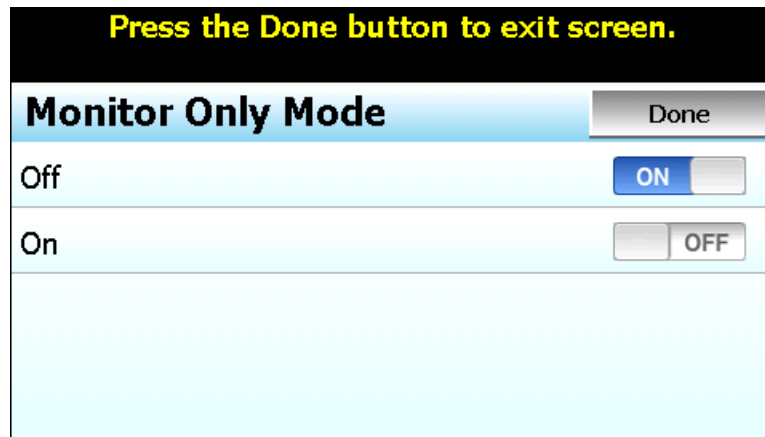 Press the Done button to exit screen.
Monitor Only Mode Done
Off ON
On OFF